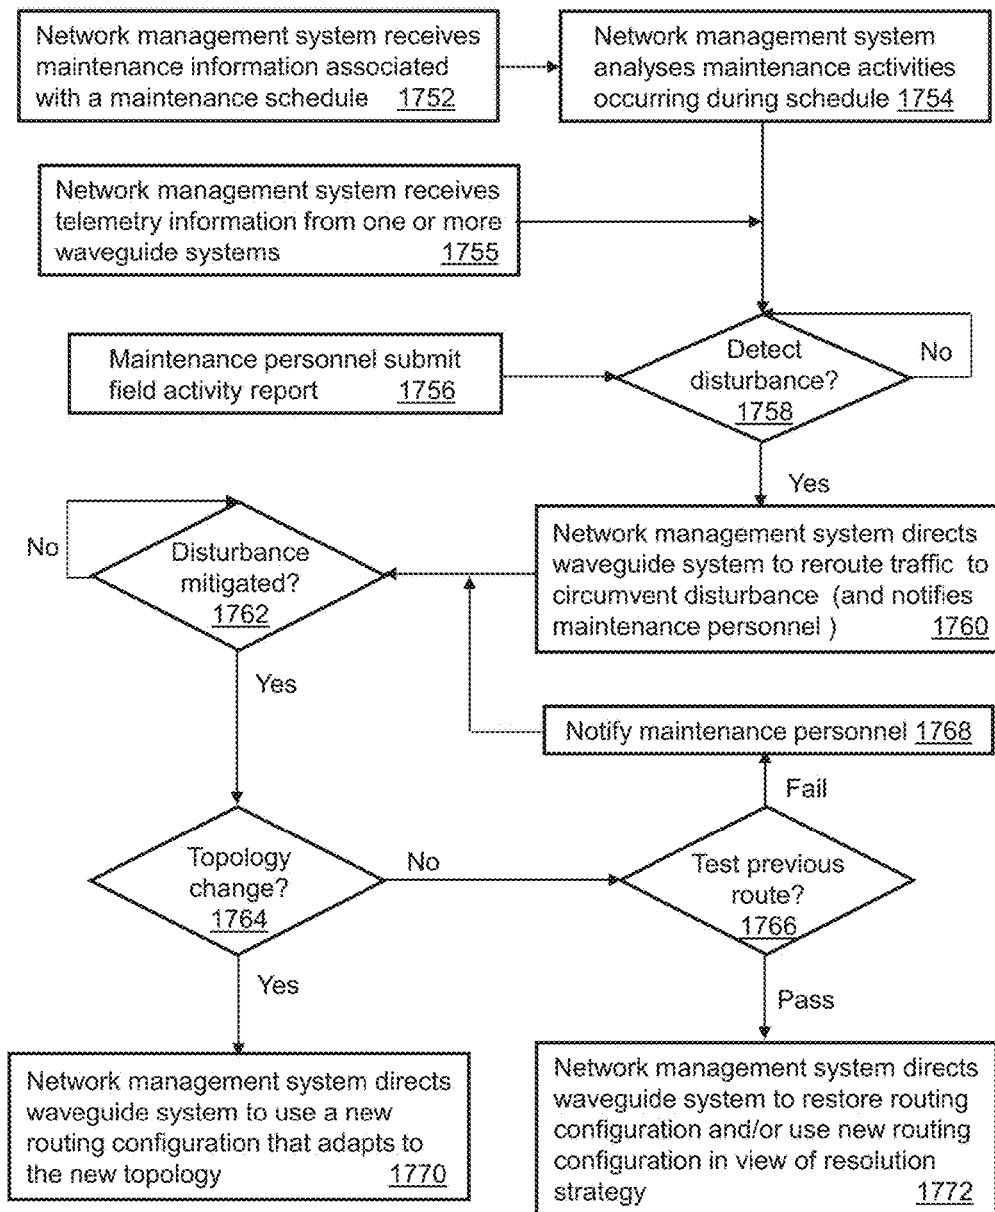 Network management system receives
maintenance information associated
with a maintenance schedule 1752
Network management system
analyses maintenance activities
occurring during schedule 1754
Network management system receives
telemetry information from one or more
waveguide systems 1755
Maintenance personnel submit
field activity report 1756
Detect
disturbance?
1758
No
Yes
Network management system directs
waveguide system to reroute traffic to
circumvent disturbance (and notifies
maintenance personnel ) 1760
No
Disturbance
mitigated?
1762
Yes
Notify maintenance personnel 1768
Fail
Topology
change?
1764
No
Test previous
route?
1766
Yes
Pass
Network management system directs
waveguide system to use a new
routing configuration that adapts to
the new topology 1770
Network management system directs
waveguide system to restore routing
configuration and/or use new routing
configuration in view of resolution
strategy 1772